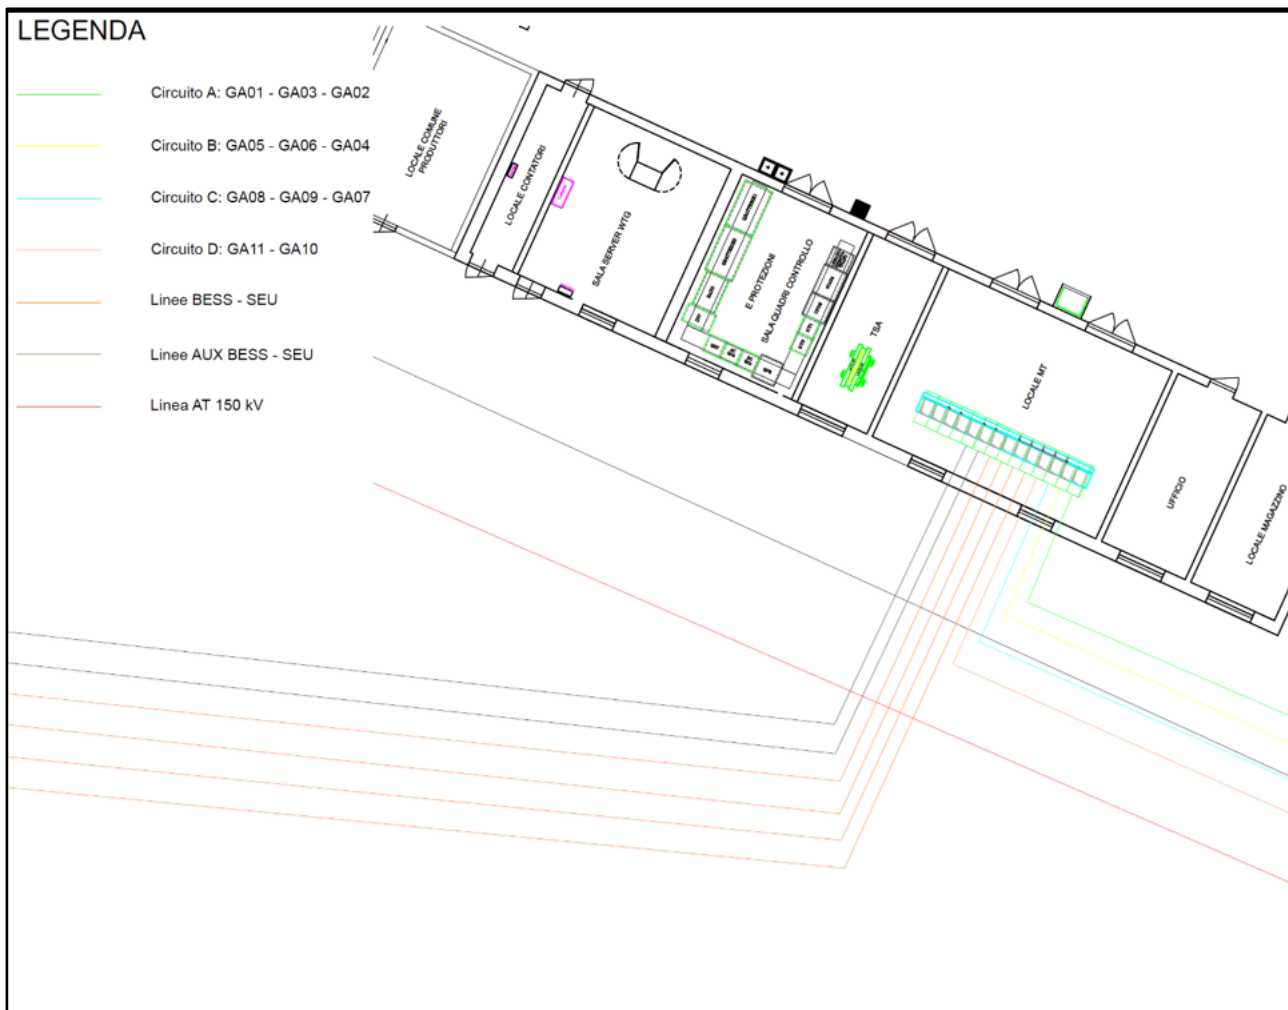 LEGENDA
Circuito A: GA01 - GA03 - GA02
Circuito B: GA05 - GA06 - GA04
Circuito C: GA08 - GA09 - GA07
Circuito D: GA11 - GA10
Linee BESS - SEU
Linee AUX BESS - SEU
Linea AT 150 kV
LOCALE COMUNE
PRODUTTORI
LOCALE CONTATORI
SALA SERVER WTG
E PROTEZIONI
SALA QUADRI CONTROLLO
TSA
LOCALE MT
UFFICIO
LOCALE MAGAZZINO